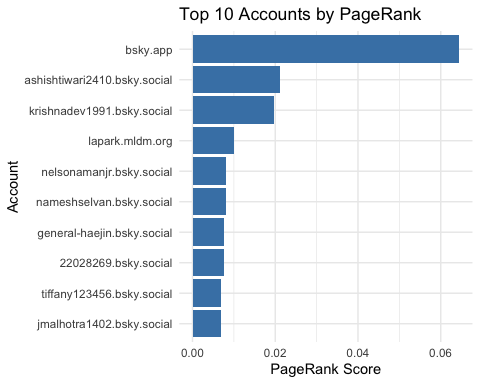 Top 10 Accounts by PageRank
Account
bsky.app
ashishtiwari2410.bsky.social
krishnadev1991.bsky.social
lapark.mldm.org
nelsonamanjr.bsky.social
nameshselvan.bsky.social
general-haejin.bsky.social
22028269.bsky.social
tiffany123456.bsky.social
jmalhotra1402.bsky.social
0.00 0.02 0.04 0.06
PageRank Score